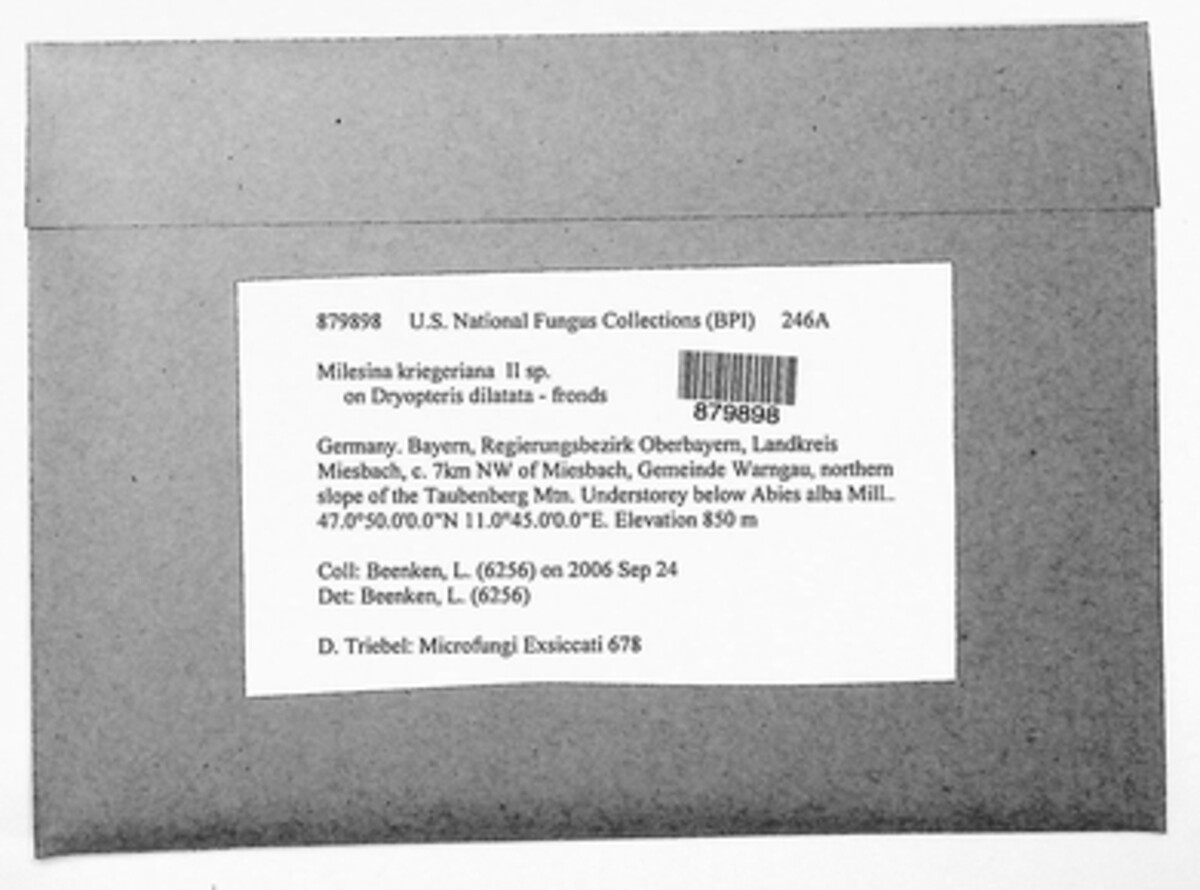 879898 U.S. National Fungus Collections (BPI) 246A
Milesina kriegeriana II sp.
on Dryopteris dilatata - fronds
879898
Germany. Bayern, Regierungsbezirk Oberbayern, Landkreis
Miesbach, c. 7km NW of Miesbach, Gemeinde Warngau, northern
slope of the Taubenberg Mtn. Understorey below Abies alba Mill..
47.0°50.0'0.0"N 11.0°45.0'0.0"E. Elevation 850 m
Coll: Beenken, L. (6256) on 2006 Sep 24
Det: Beenken, L. (6256)
D. Triebel: Microfungi Exsiccati 678